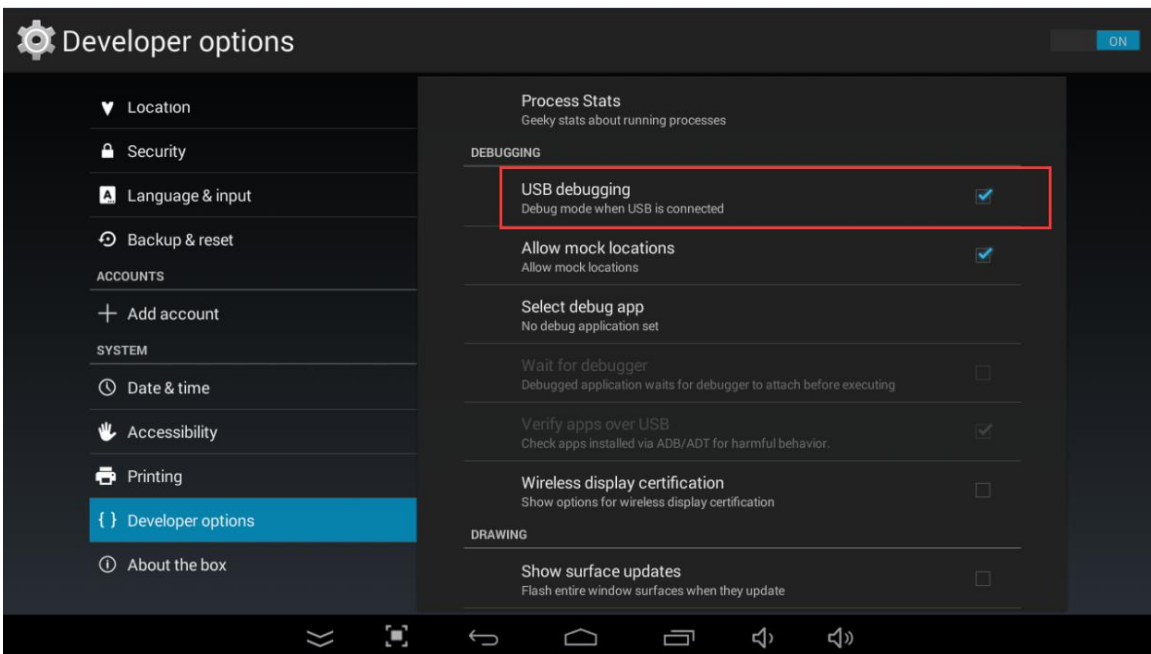 Developer options
ON
Location
Security
Language & input
Backup & reset
ACCOUNTS
Add account
SYSTEM
Date & time
Accessibility
Printing
{ } Developer options
About the box
Process Stats
Geeky stats about running processes
DEBUGGING
USB debugging
Debug mode when USB is connected
Allow mock locations
Allow mock locations
Select debug app
No debug application set
Wait for debugger
Debugged application waits for debugger to attach before executing
Verify apps over USB
Check apps installed via ADB/ADT for harmful behavior.
Wireless display certification
Show options for wireless display certification
DRAWING
Show surface updates
Flash entire window surfaces when they update